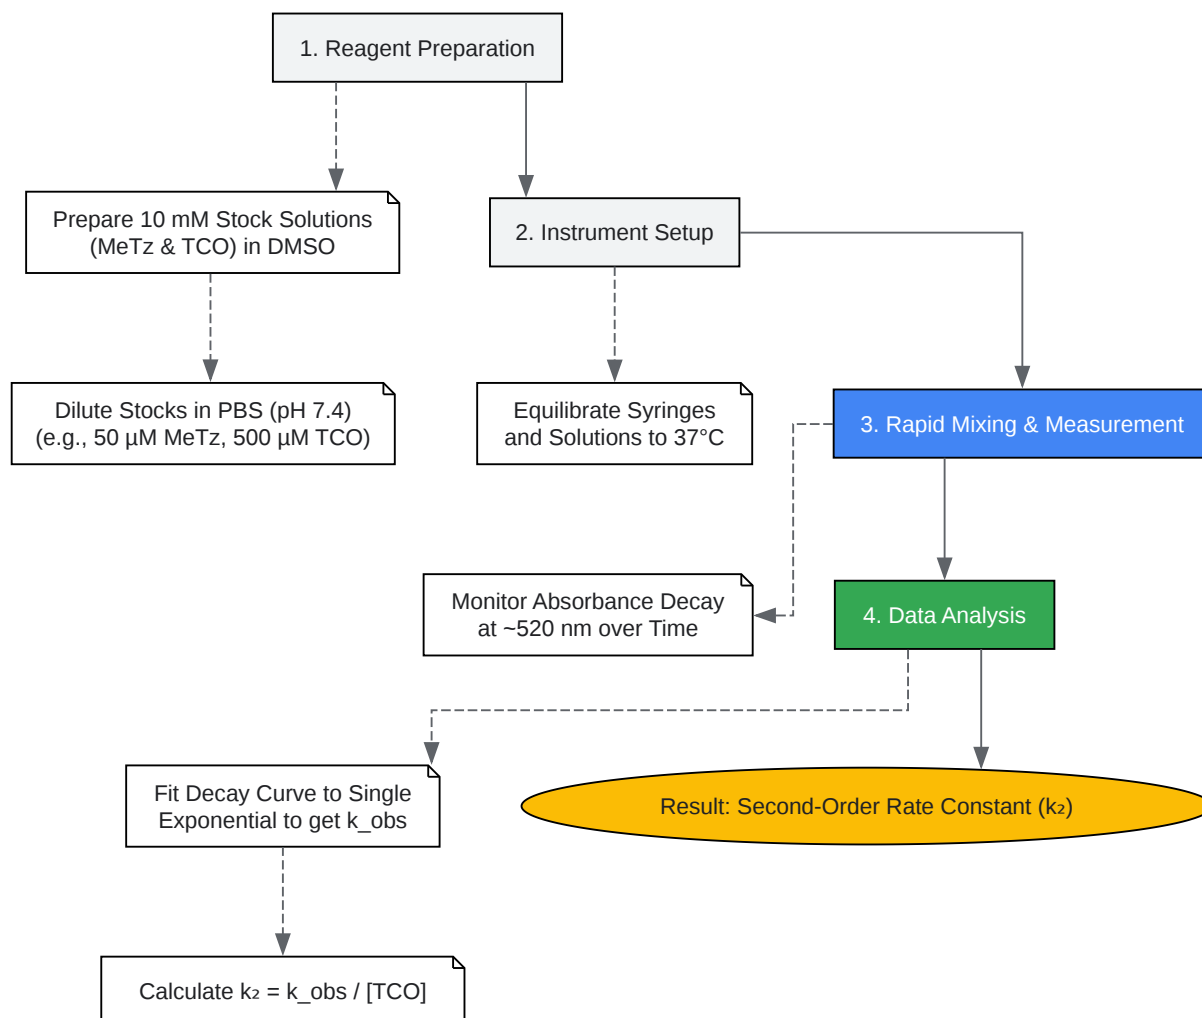 1. Reagent Preparation
Prepare 10 mM Stock Solutions
(MeTz & TCO) in DMSO
2. Instrument Setup
Dilute Stocks in PBS (pH 7.4)
(e.g., 50 µM MeTz, 500 µM TCO)
Equilibrate Syringes
and Solutions to 37°C
3. Rapid Mixing & Measurement
Monitor Absorbance Decay
at ~520 nm over Time
4. Data Analysis
Fit Decay Curve to Single
Exponential to get k_obs
Result: Second-Order Rate Constant (k₂)
Calculate k₂ = k_obs / [TCO]